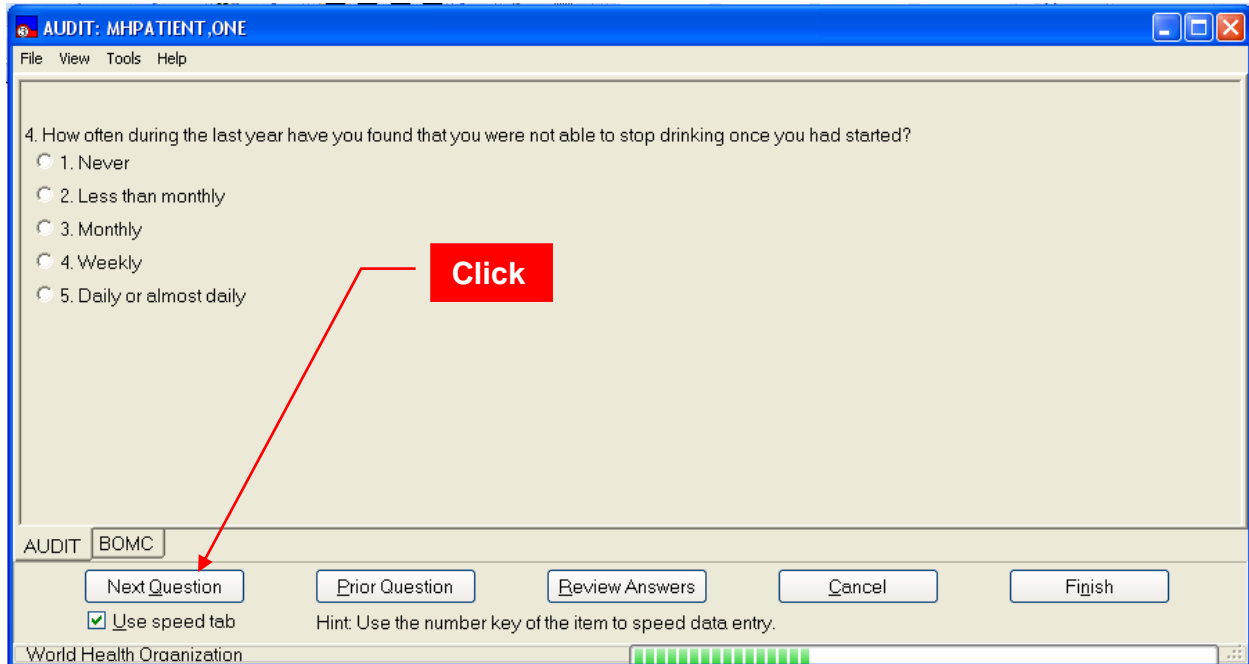 AUDIT: MHPATIENT,ONE
File View Tools Help
4. How often during the last year have you found that you were not able to stop drinking once you had started?
1. Never
2. Less than monthly
3. Monthly
4. Weekly
5. Daily or almost daily
Click
AUDIT BOMC
Next Question Prior Question Review Answers Cancel Finish
Use speed tab Hint: Use the number key of the item to speed data entry.
World Health Organization